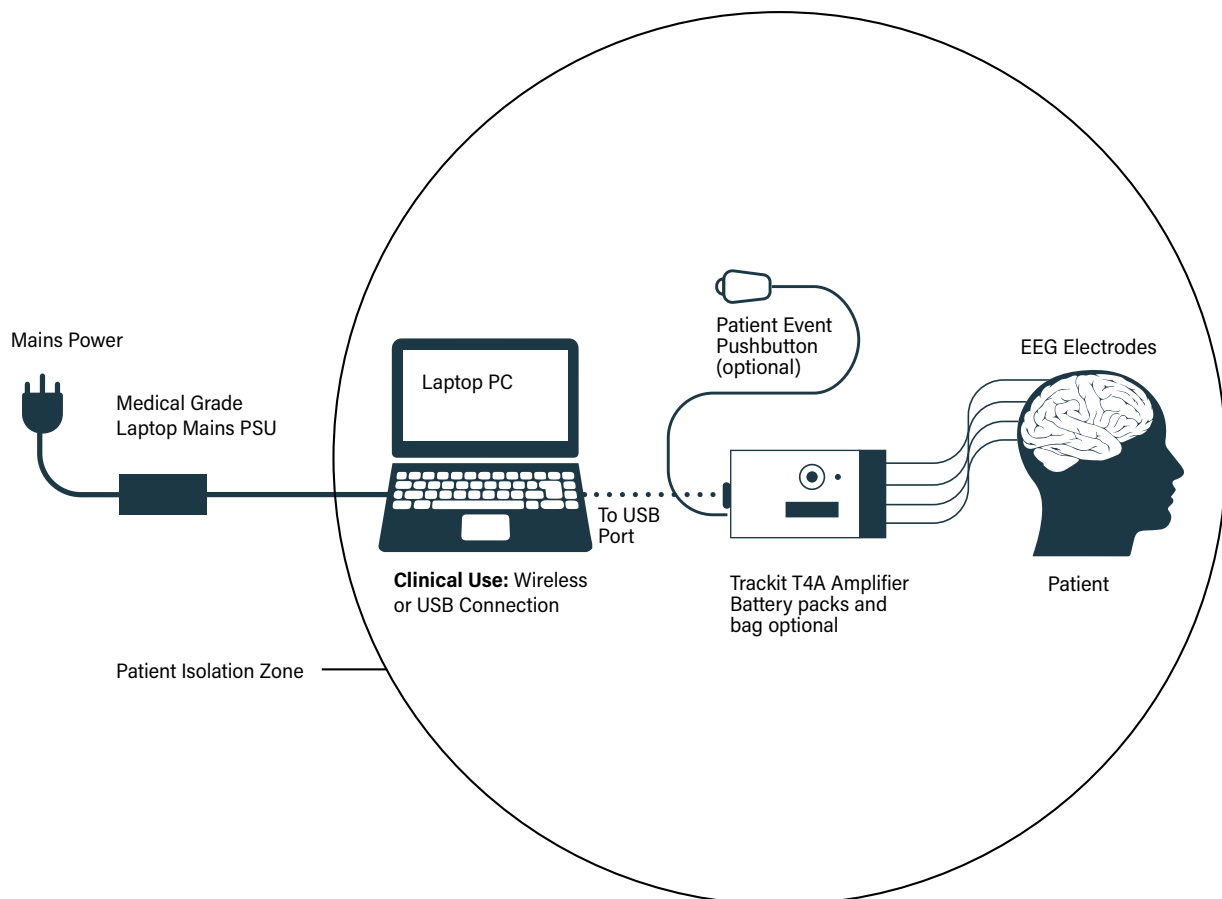 Mains Power
Medical Grade
Laptop Mains PSU
Laptop PC
Patient Event
Pushbutton
(optional)
EEG Electrodes
To USB
Port
Clinical Use: Wireless
or USB Connection
Trackit T4A Amplifier
Battery packs and
bag optional
Patient
Patient Isolation Zone